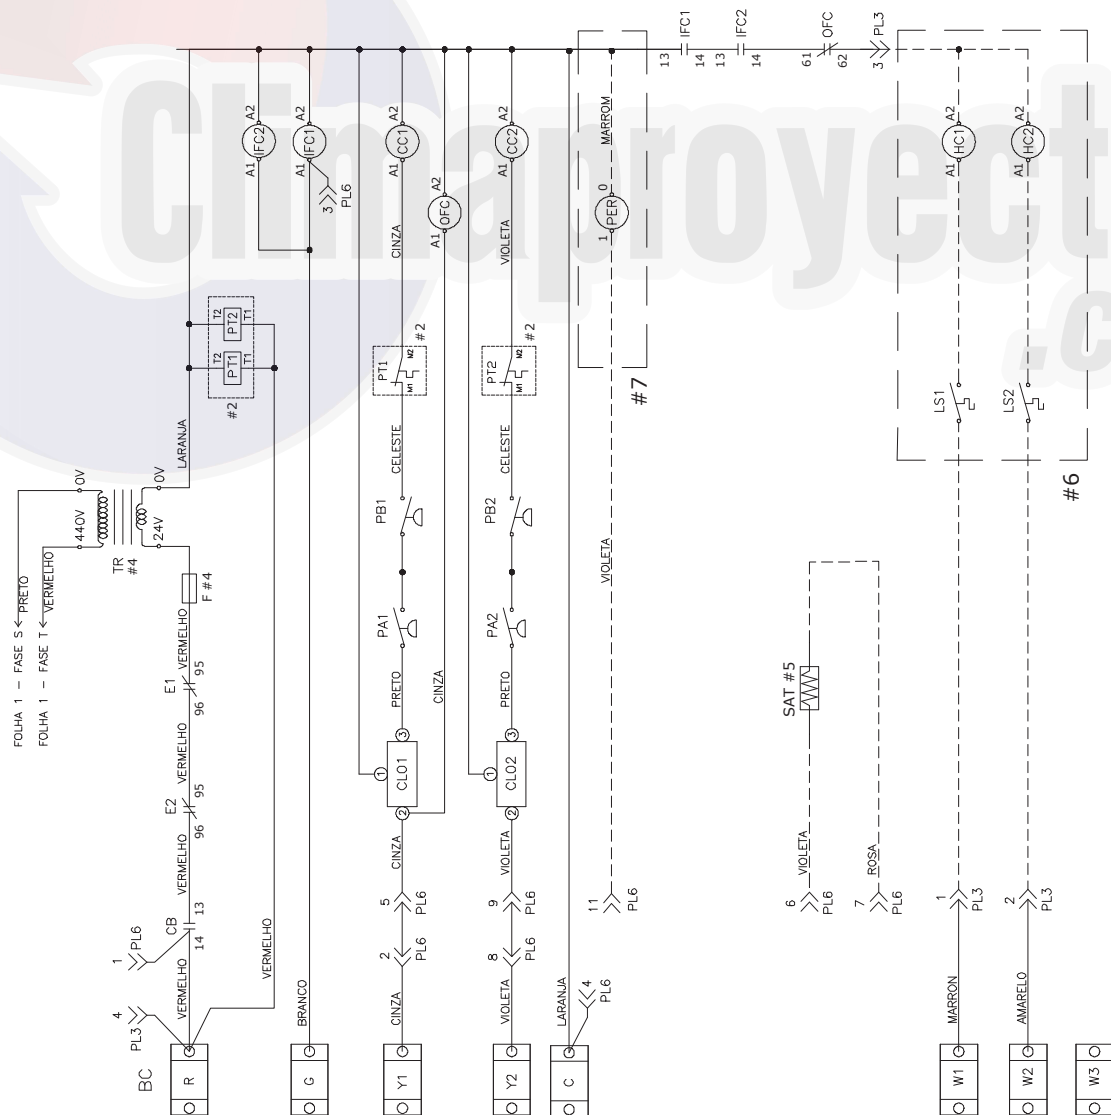 Climaproyect
.c
FOLHA 1 - FASE S
PRETO
FOLHA 1 - FASE T
VERMELHO
440V
0V
TR
#4
24V
0V
LARANJA
F #4
VERMELHO
95
E1
96
VERMELHO
95
E2
96
VERMELHO
13
CB
14
1
PL6
VERMELHO
4
PL3
BC
R
VERMELHO
T2
PT2
T1
T2
PT1
T1
#2
A2
IFC2
A1
A2
IFC1
A1
3
PL6
BRANCO
G
A2
CC1
A1
CINZA
PT1
M2
M1
#2
CELESTE
PB1
PA1
PRETO
3
1
CLO1
2
CINZA
5
PL6
2
PL6
CINZA
Y1
A2
OFC
A1
CINZA
A2
CC2
A1
VIOLETA
PT2
M2
M1
#2
CELESTE
PB2
PA2
PRETO
3
1
CLO2
2
VIOLETA
9
PL6
8
PL6
VIOLETA
Y2
LARANJA
4
PL6
C
MARROM
0
PER
1
#7
VIOLETA
11
PL6
13
IFC1
14
13
IFC2
14
61
OFC
62
3
PL3
SAT #5
VIOLETA
6
PL6
ROSA
7
PL6
A2
HC1
A1
A2
HC2
A1
LS1
LS2
#6
1
PL3
2
PL3
MARRON
AMARELO
W1
W2
W3